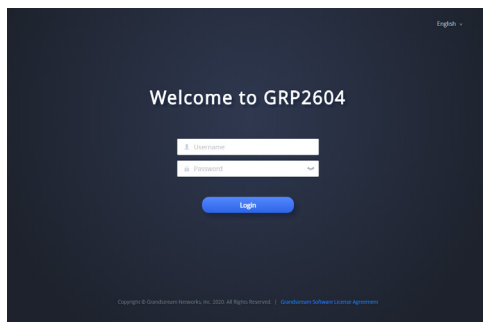 English
Welcome to GRP2604
Username
Password
Login
Copyright © Grandstream Networks, Inc. 2020. All Rights Reserved. | Grandstream Software License Agreement